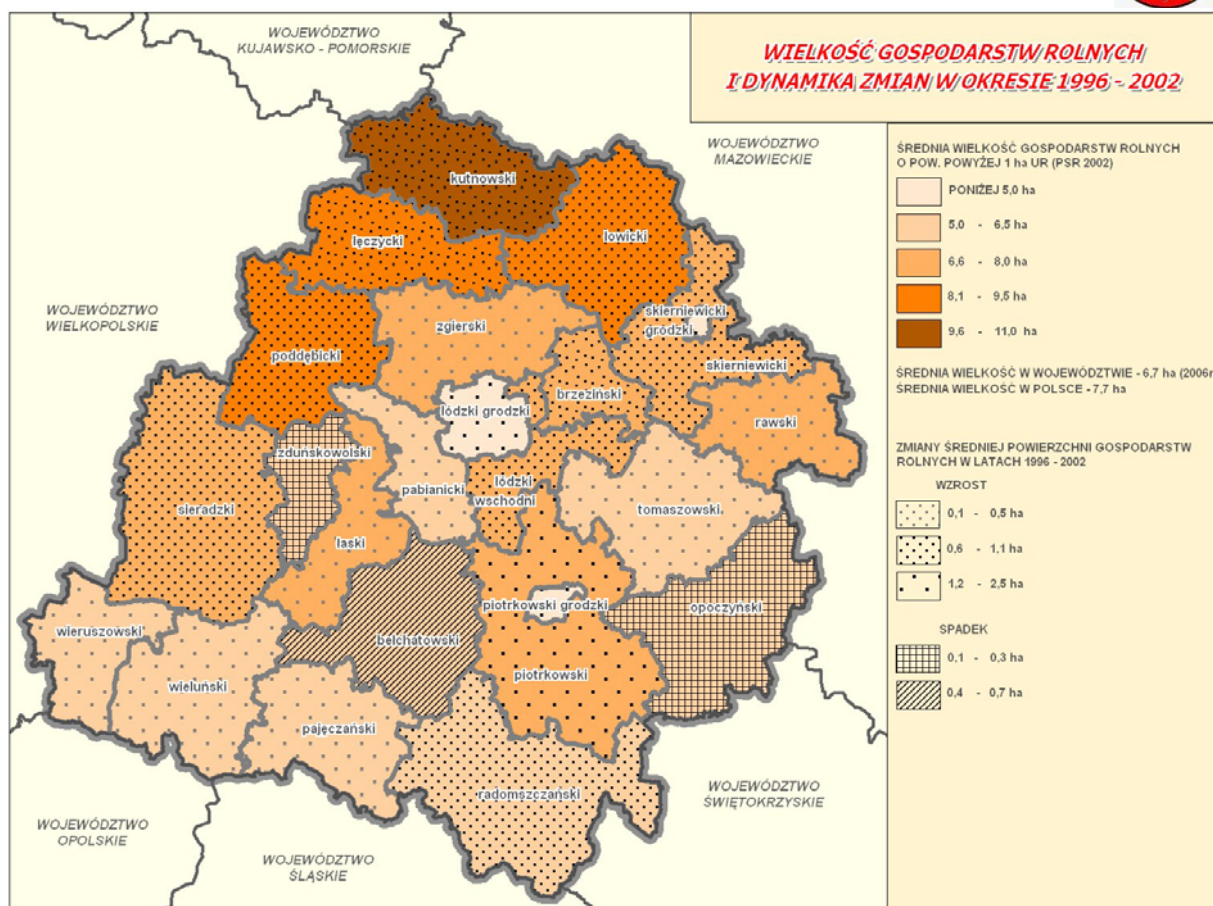 WIELKOŚĆ GOSPODARSTW ROLNYCH
I DYNAMIKA ZMIAN W OKRESIE 1996 - 2002
WOJEWÓDZTWO
KUJAWSKO - POMORSKIE
WOJEWÓDZTWO
MAZOWIECKIE
WOJEWÓDZTWO
WIELKOPOLSKIE
WOJEWÓDZTWO
OPOLSKIE
WOJEWÓDZTWO
ŚLĄSKIE
WOJEWÓDZTWO
ŚWIĘTOKRZYSKIE
kutnowski
łęczycki
łowicki
skierniewicki
grodzki
zgierski
poddębicki
skierniewicki
brzeziński
łódzki grodzki
rawski
zduńskowolski
pabianicki
łódzki
wschodni
sieradzki
tomaszowski
łaski
piotrkowski grodzki
opoczyński
wieruszowski
bełchatowski
wieluński
piotrkowski
pajęczański
radomszczański
ŚREDNIA WIELKOŚĆ GOSPODARSTW ROLNYCH
O POW. POWYŻEJ 1 ha UR (PSR 2002)
PONIŻEJ 5,0 ha
5,0 - 6,5 ha
6,6 - 8,0 ha
8,1 - 9,5 ha
9,6 - 11,0 ha
ŚREDNIA WIELKOŚĆ W WOJEWÓDZTWIE - 6,7 ha (2006r
ŚREDNIA WIELKOŚĆ W POLSCE - 7,7 ha
ZMIANY ŚREDNIEJ POWIERZCHNI GOSPODARSTW
ROLNYCH W LATACH 1996 - 2002
WZROST
0,1 - 0,5 ha
0,6 - 1,1 ha
1,2 - 2,5 ha
SPADEK
0,1 - 0,3 ha
0,4 - 0,7 ha